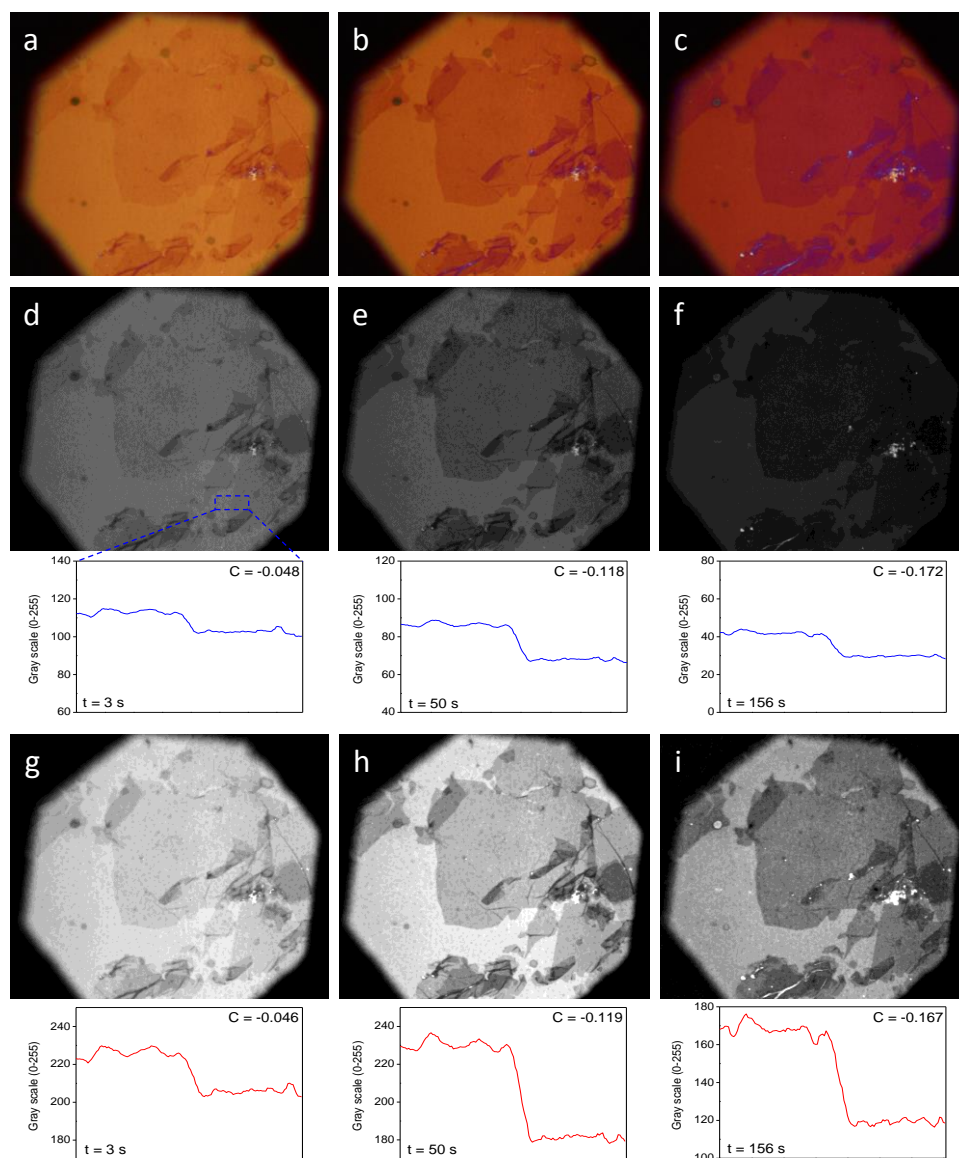 a b c
d e f
140
120
100
80
60
Gray scale (0-255)
C = -0.048
t = 3 s
120
100
80
60
40
Gray scale (0-255)
C = -0.118
t = 50 s
80
60
40
20
0
Gray scale (0-255)
C = -0.172
t = 156 s
g h i
240
220
200
180
Gray scale (0-255)
C = -0.046
t = 3 s
240
220
200
180
Gray scale (0-255)
C = -0.119
t = 50 s
180
160
140
120
100
Gray scale (0-255)
C = -0.167
t = 156 s